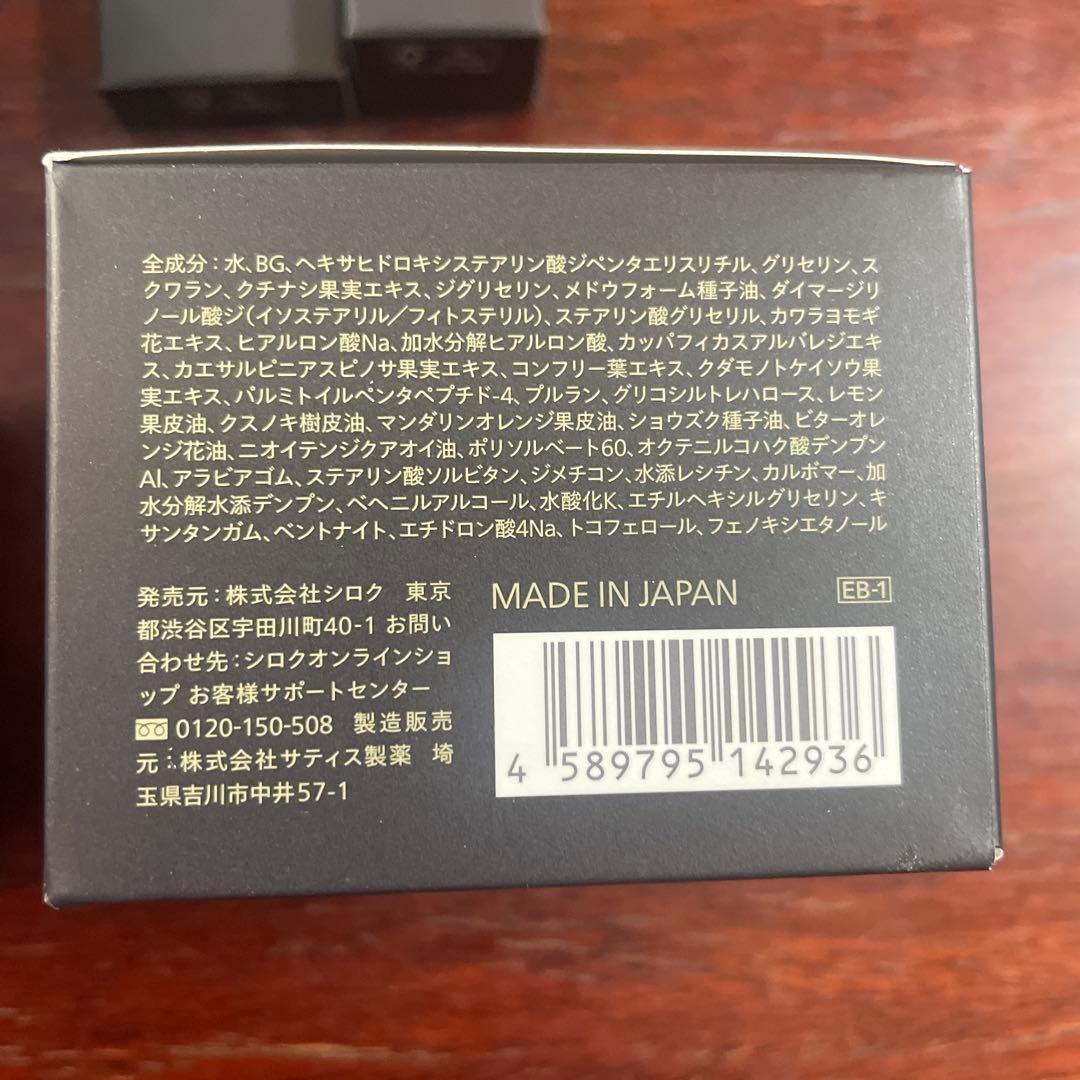 全成分：水、BG、ヘキサヒドロキシステアリン酸ジペンタエリスリチル、グリセリン、ス
クワラン、クチナシ果実エキス、ジグリセリン、メドウフォーム種子油、ダイマージリ
ノール酸ジ(イソステアリル／フィトステリル)、ステアリン酸グリセリル、カワラヨモギ
花エキス、ヒアルロン酸Na、加水分解ヒアルロン酸、カッパフィカスアルバレジエキ
ス、カエサルピニアスピノサ果実エキス、コンフリー葉エキス、クダモノトケイソウ果
実エキス、パルミトイルペンタペプチド-4、プルラン、グリコシルトレハロース、レモン
果皮油、クスノキ樹皮油、マンダリンオレンジ果皮油、ショウズク種子油、ビターオレ
ンジ花油、ニオイテンジクアオイ油、ポリソルベート60、オクテニルコハク酸デンプン
Al、アラビアゴム、ステアリン酸ソルビタン、ジメチコン、水添レシチン、カルボマー、加
水分解水添デンプン、ベヘニルアルコール、水酸化K、エチルヘキシルグリセリン、キ
サンタンガム、ベントナイト、エチドロン酸4Na、トコフェロール、フェノキシエタノール
発売元：株式会社シロク　東京
都渋谷区宇田川町40-1 お問い
合わせ先：シロクオンラインショ
ップ お客様サポートセンター
0120-150-508　製造販売
元：株式会社サティス製薬　埼
玉県吉川市中井57-1
MADE IN JAPAN
EB-1
4 589795 142936